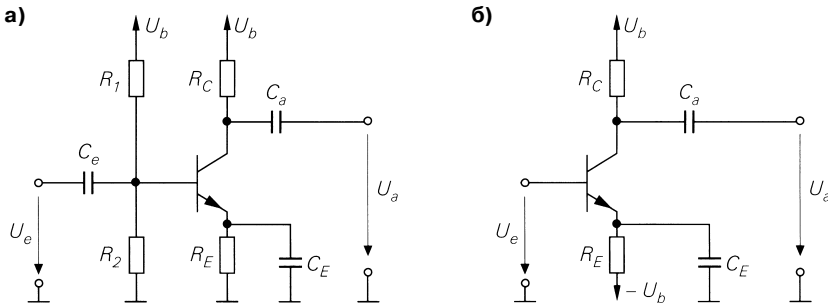 а)
U_b
U_b
R_1
R_C
C_a
C_e
U_e
R_2
R_E
C_E
U_a
б)
U_b
R_C
C_a
U_e
R_E
C_E
U_a
– U_b